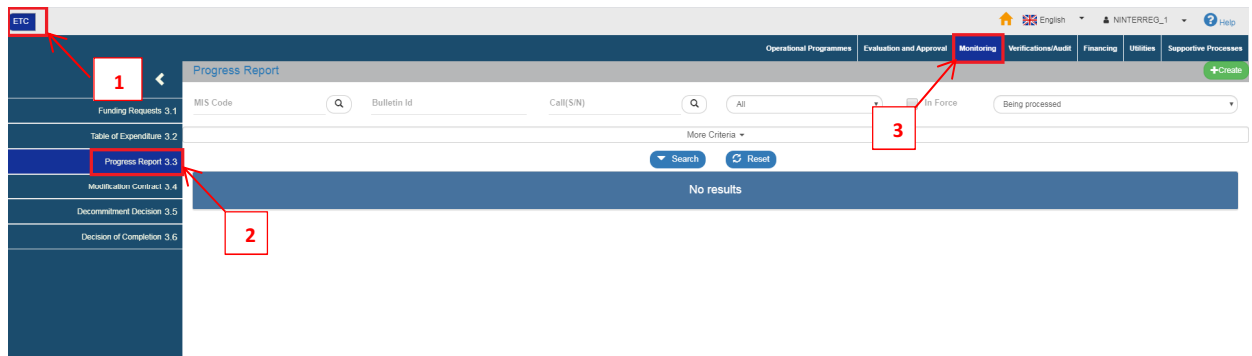 ETC
English
NINTERREG_1
Help
Operational Programmes
Evaluation and Approval
Monitoring
Verifications/Audit
Financing
Utilities
Supportive Processes
1
Progress Report
+Create
3
Funding Requests 3.1
Table of Expenditure 3.2
Progress Report 3.3
Modification Contract 3.4
Decommitment Decision 3.5
Decision of Completion 3.6
2
MIS Code
Bulletin Id
Call(S/N)
All
In Force
Being processed
More Criteria
Search
Reset
No results